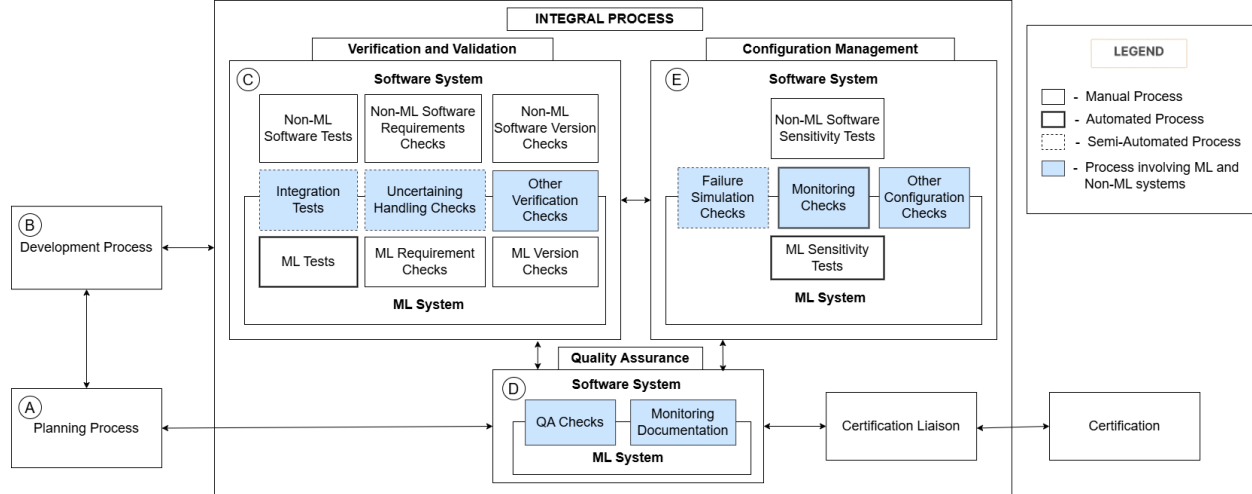 INTEGRAL PROCESS
Verification and Validation
C
Software System
Non-ML
Software Tests
Non-ML Software
Requirements
Checks
Non-ML
Software Version
Checks
Integration
Tests
Uncertaining
Handling Checks
Other
Verification
Checks
ML Tests
ML Requirement
Checks
ML Version
Checks
ML System
Configuration Management
E
Software System
Non-ML Software
Sensitivity Tests
Failure
Simulation
Checks
Monitoring
Checks
Other
Configuration
Checks
ML Sensitivity
Tests
ML System
LEGEND
- Manual Process
- Automated Process
- Semi-Automated Process
- Process involving ML and
Non-ML systems
B
Development Process
A
Planning Process
Quality Assurance
D
Software System
QA Checks
Monitoring
Documentation
ML System
Certification Liaison
Certification